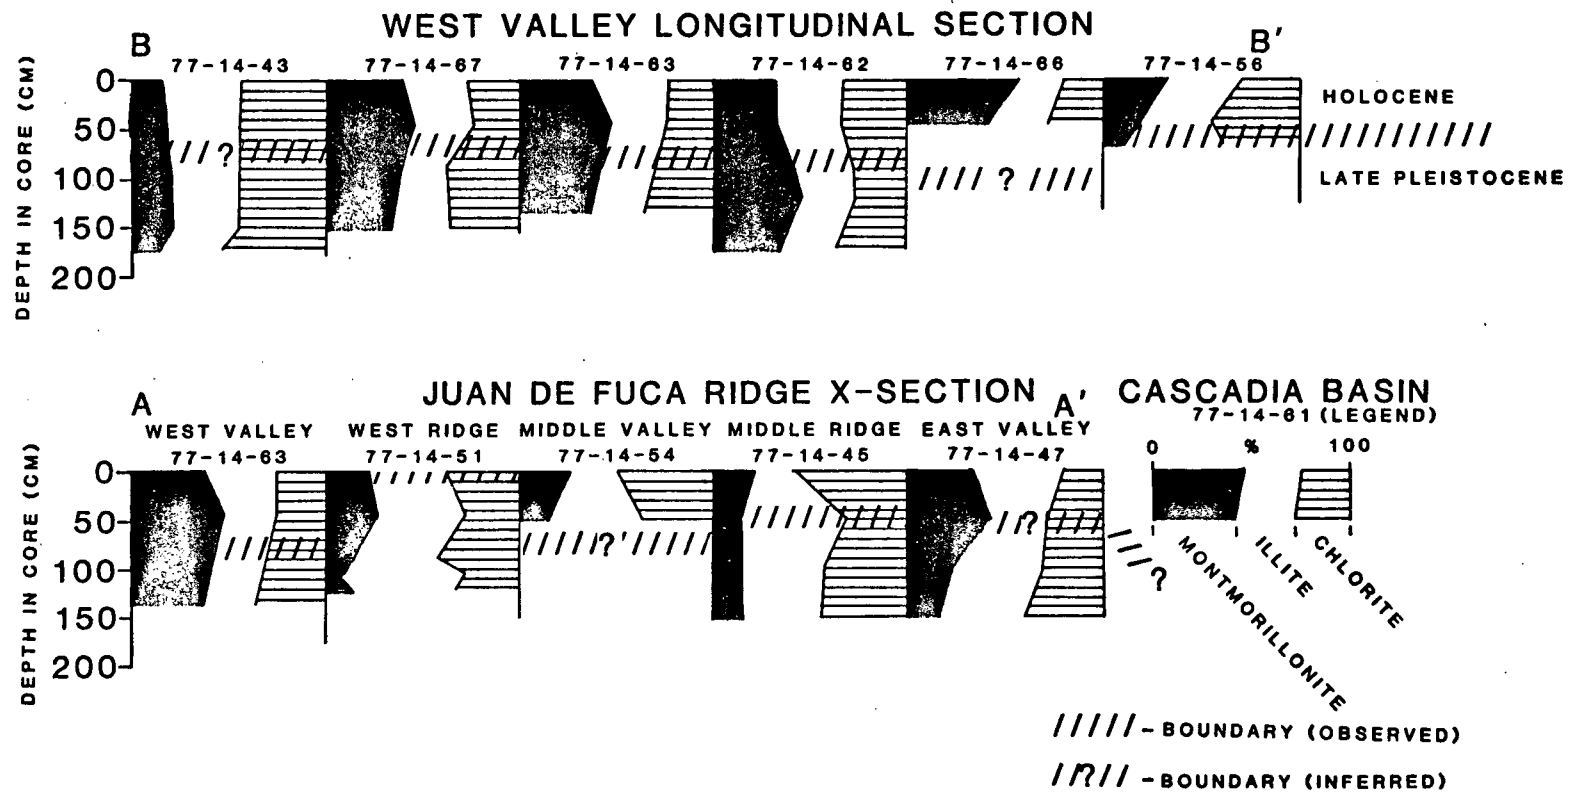 WEST VALLEY LONGITUDINAL SECTION
B B'
77-14-43 77-14-67 77-14-63 77-14-62 77-14-66 77-14-56
DEPTH IN CORE (CM)
0
50
100
150
200
?
?
HOLOCENE
LATE PLEISTOCENE
JUAN DE FUCA RIDGE X-SECTION CASCADIA BASIN
A A'
77-14-61 (LEGEND)
WEST VALLEY WEST RIDGE MIDDLE VALLEY MIDDLE RIDGE EAST VALLEY
77-14-63 77-14-51 77-14-54 77-14-45 77-14-47
0 % 100
DEPTH IN CORE (CM)
0
50
100
150
200
?
?
?
MONTMORILLONITE
ILLITE
CHLORITE
///// - BOUNDARY (OBSERVED)
//?// - BOUNDARY (INFERRED)